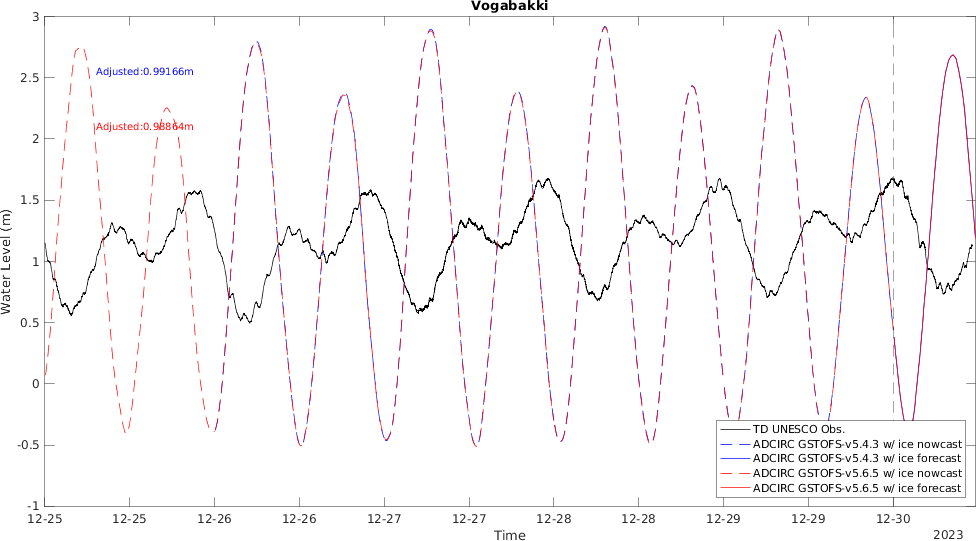 Vogabakki
3
2.5
2
1.5
1
0.5
0
-0.5
-1
Water Level (m)
Adjusted:0.99166m
Adjusted:0.98864m
TD UNESCO Obs.
ADCIRC GSTOFS-v5.4.3 w/ ice nowcast
ADCIRC GSTOFS-v5.4.3 w/ ice forecast
ADCIRC GSTOFS-v5.6.5 w/ ice nowcast
ADCIRC GSTOFS-v5.6.5 w/ ice forecast
12-25 12-25 12-26 12-26 12-27 12-27 12-28 12-28 12-29 12-29 12-30
Time
2023